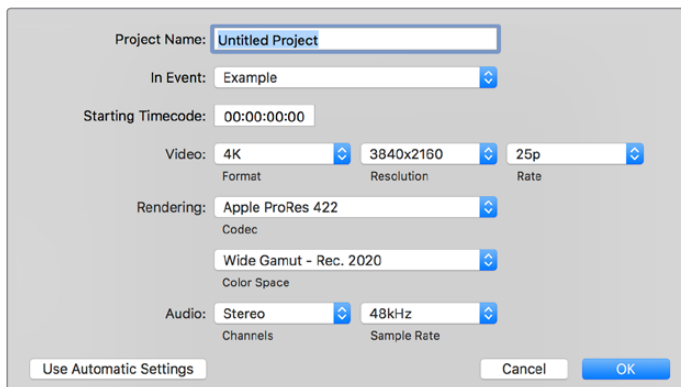 Project Name: Untitled Project
In Event: Example
Starting Timecode: 00:00:00:00
Video: 4K 3840x2160 25p
Format Resolution Rate
Rendering: Apple ProRes 422
Codec
Wide Gamut - Rec. 2020
Color Space
Audio: Stereo 48kHz
Channels Sample Rate
Use Automatic Settings Cancel OK